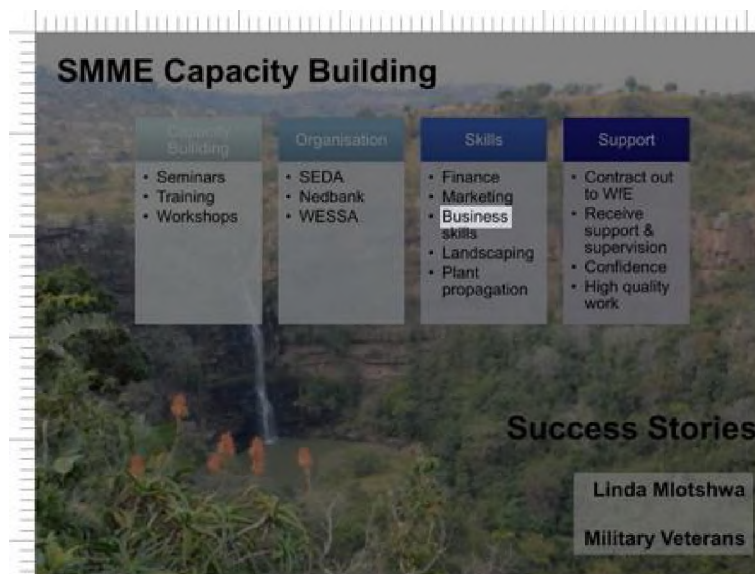 SMME Capacity Building
Capacity
Building
• Seminars
• Training
• Workshops
Organisation
• SEDA
• Nedbank
• WESSA
Skills
• Finance
• Marketing
• Business
skills
• Landscaping
• Plant
propagation
Support
• Contract out
to WfE
• Receive
support &
supervision
• Confidence
• High quality
work
Success Stories
Linda Mlotshwa
Military Veterans